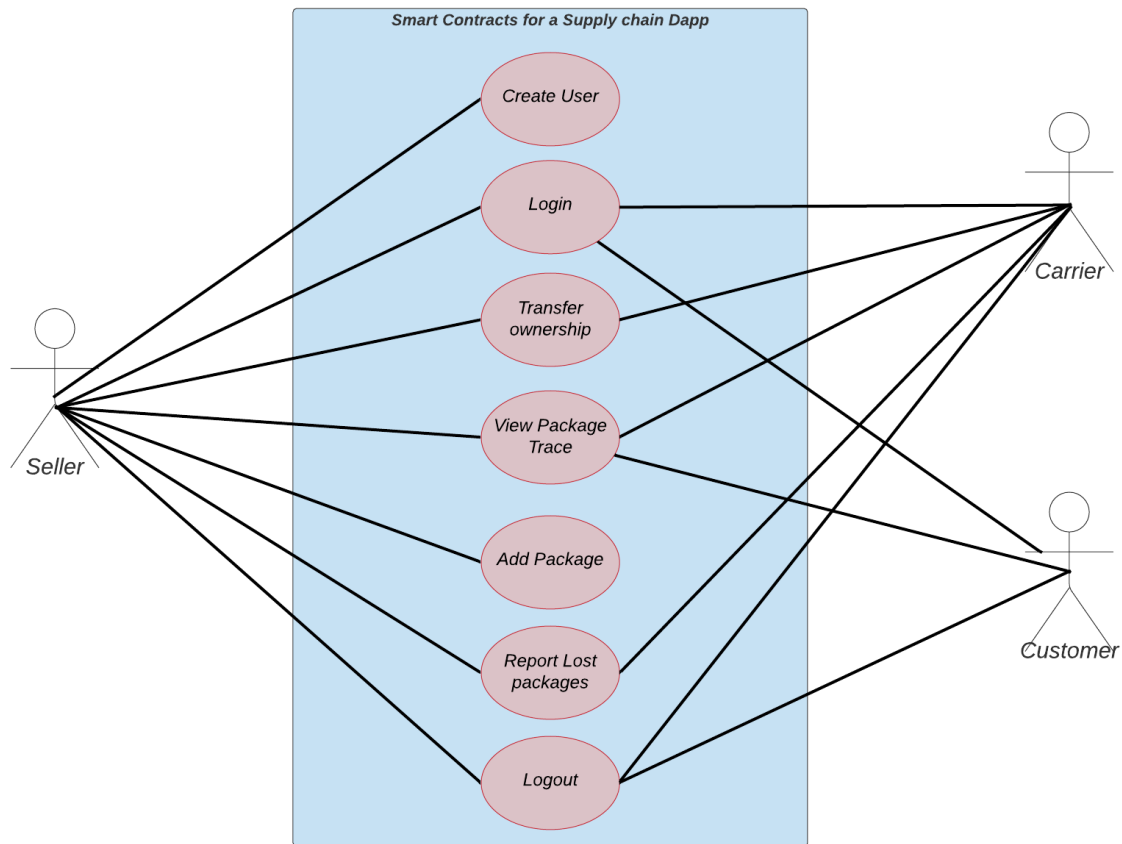 Smart Contracts for a Supply chain Dapp
Create User
Login
Carrier
Transfer
ownership
Seller
View Package
Trace
Add Package
Customer
Report Lost
packages
Logout